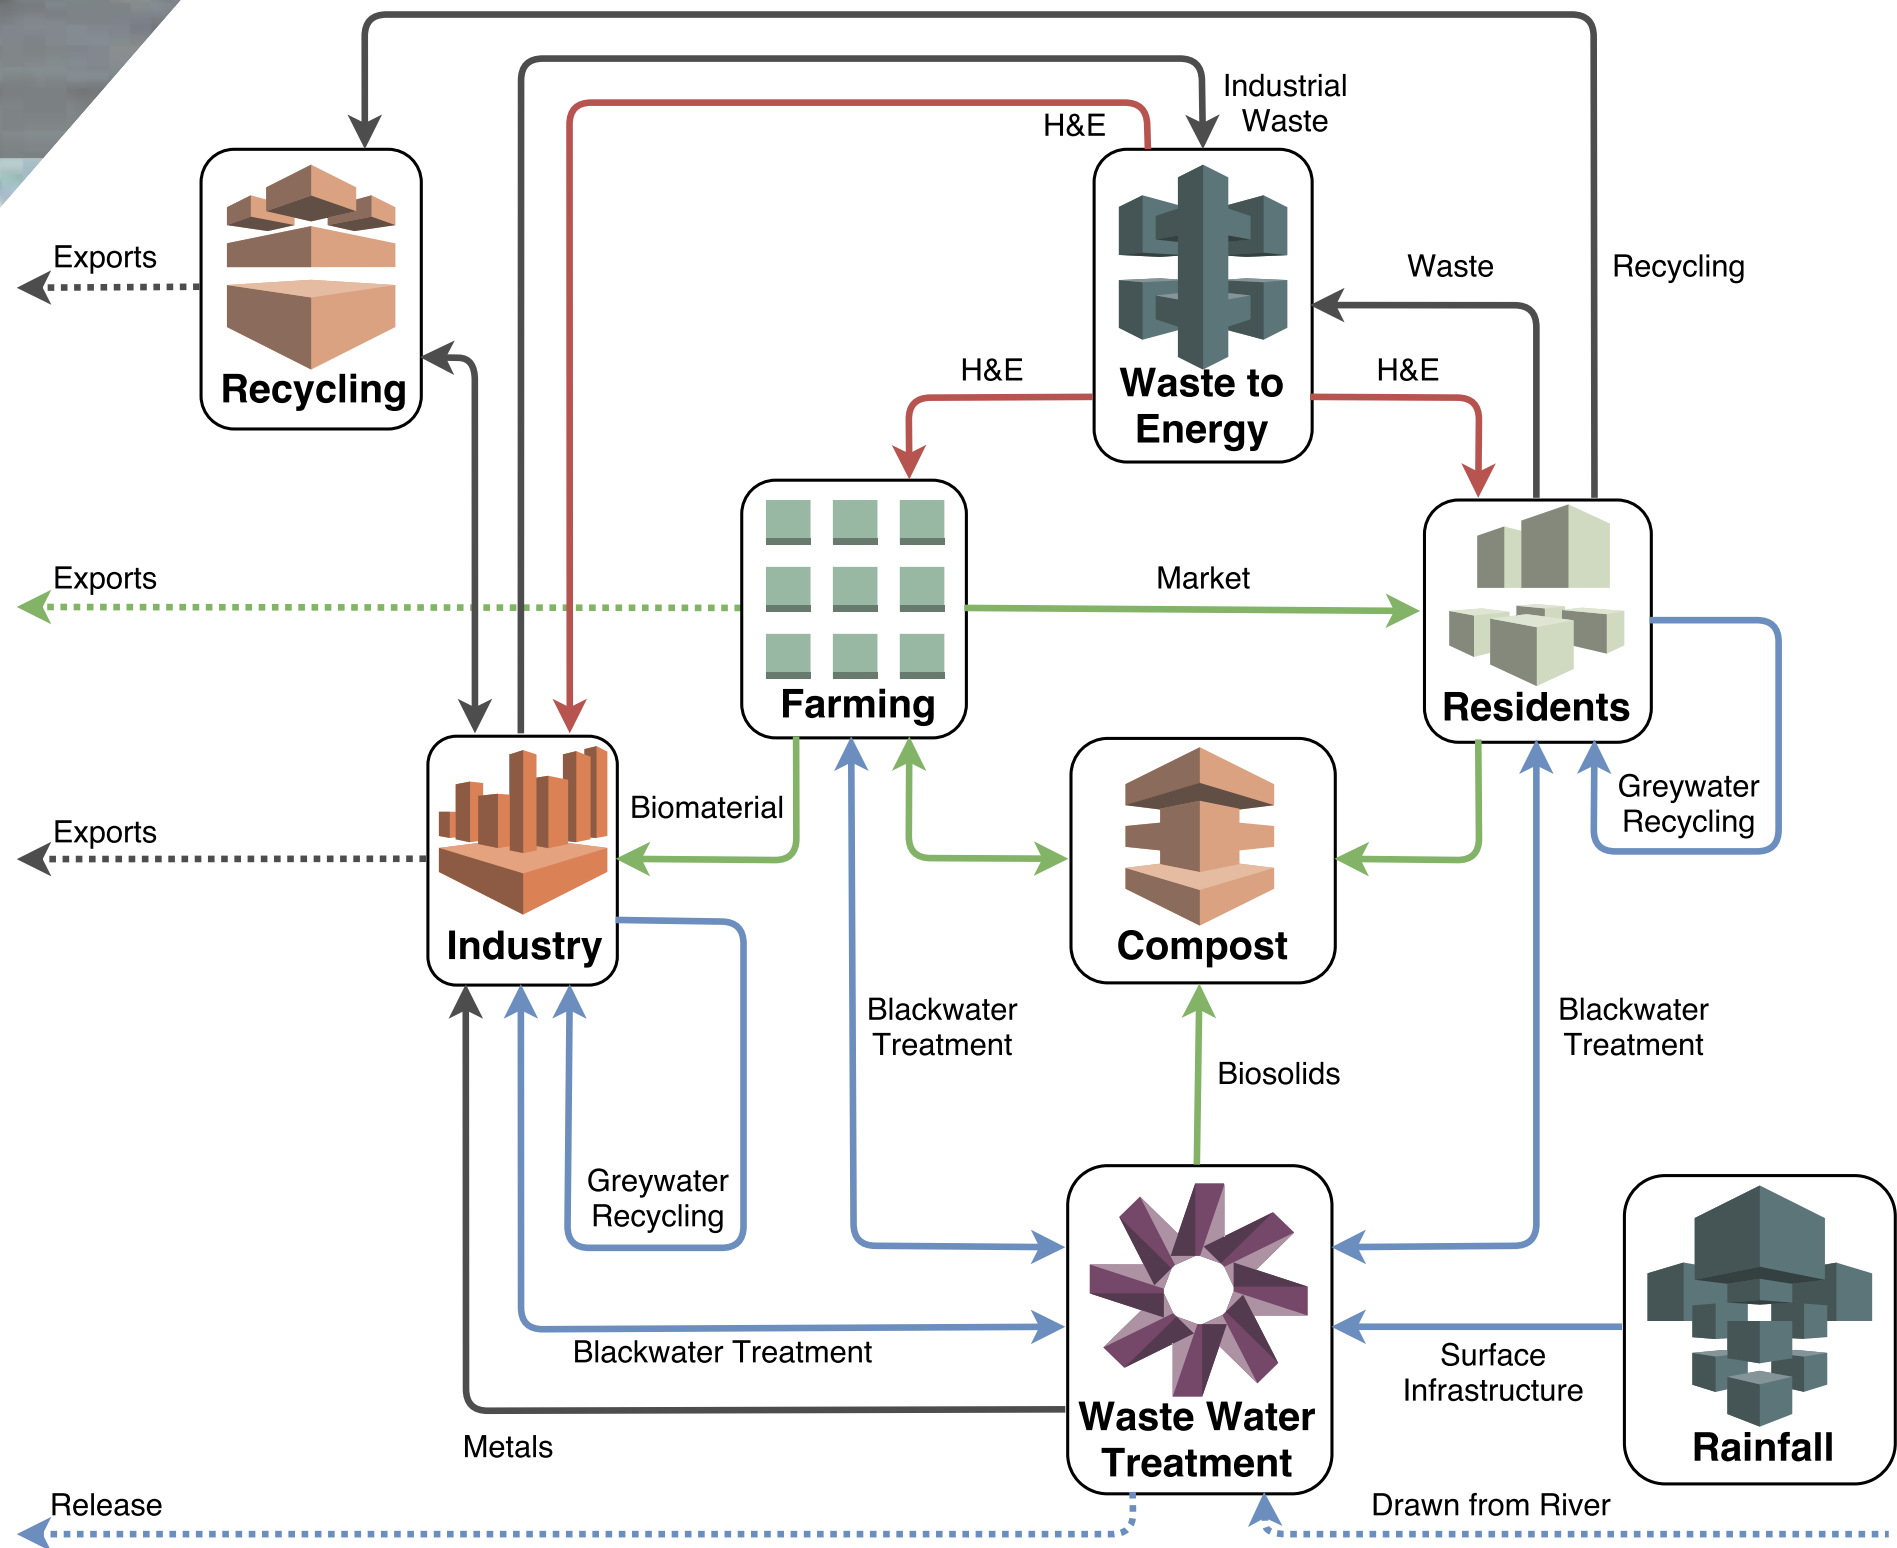 Industrial
Waste
H&E
Exports
Waste
Recycling
Recycling
H&E
H&E
Waste to
Energy
Exports
Market
Farming
Residents
Biomaterial
Greywater
Recycling
Exports
Industry
Compost
Blackwater
Treatment
Blackwater
Treatment
Biosolids
Greywater
Recycling
Blackwater Treatment
Surface
Infrastructure
Waste Water
Treatment
Metals
Rainfall
Release
Drawn from River